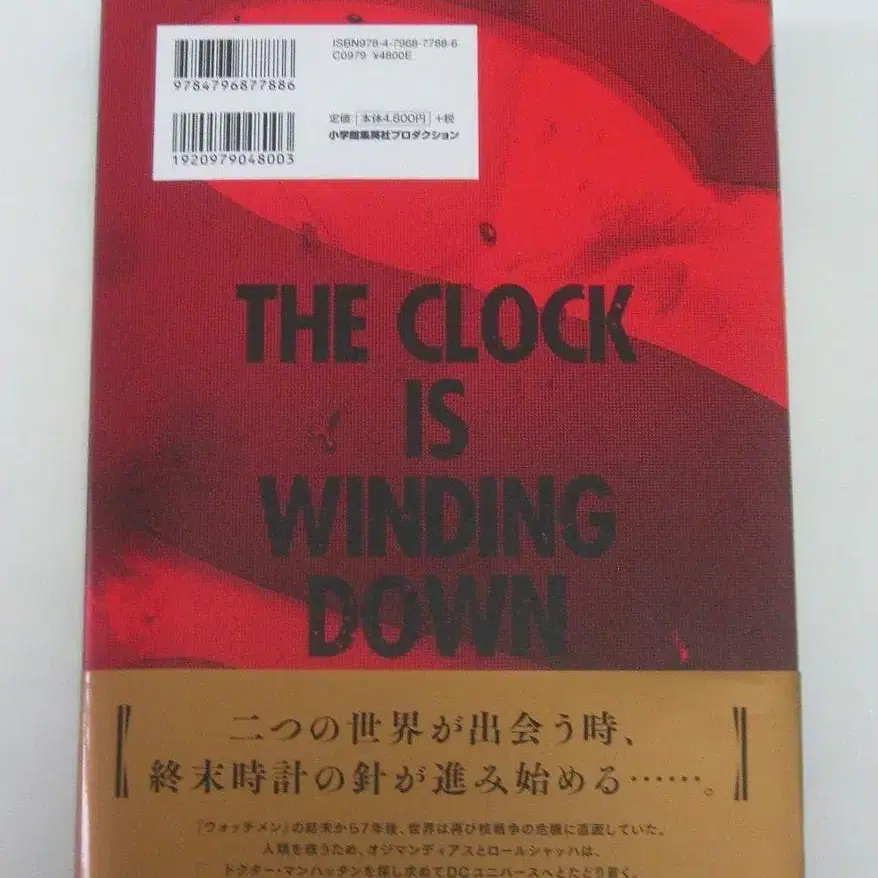 ISBN978-4-7968-7788-6
C0979 ¥4800E
9784796877886
定価 本体4,800円 +税
1920979048003
小学館集英社プロダクション
THE CLOCK
IS
WINDING
DOWN
【二つの世界が出会う時、
終末時計の針が進み始める……。】
『ウォッチメン』の結末から7年後、世界は再び核戦争の危機に直面していた。
人類を救うため、オジマンディアスとロールシャッハは、
ドクター・マンハッタンを探し求めてDCユニバースへとたどり着く。